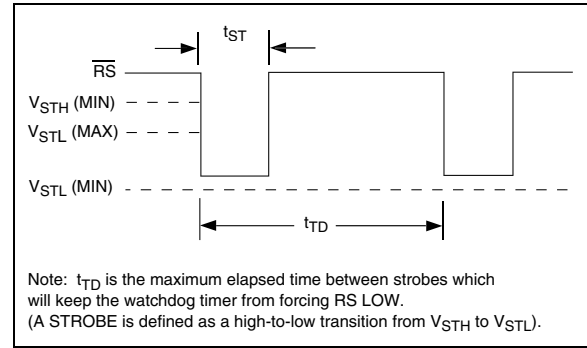 tST
RS
VSTH (MIN)
VSTL (MAX)
VSTL (MIN)
tTD
Note: tTD is the maximum elapsed time between strobes which
will keep the watchdog timer from forcing RS LOW.
(A STROBE is defined as a high-to-low transition from VSTH to VSTL).